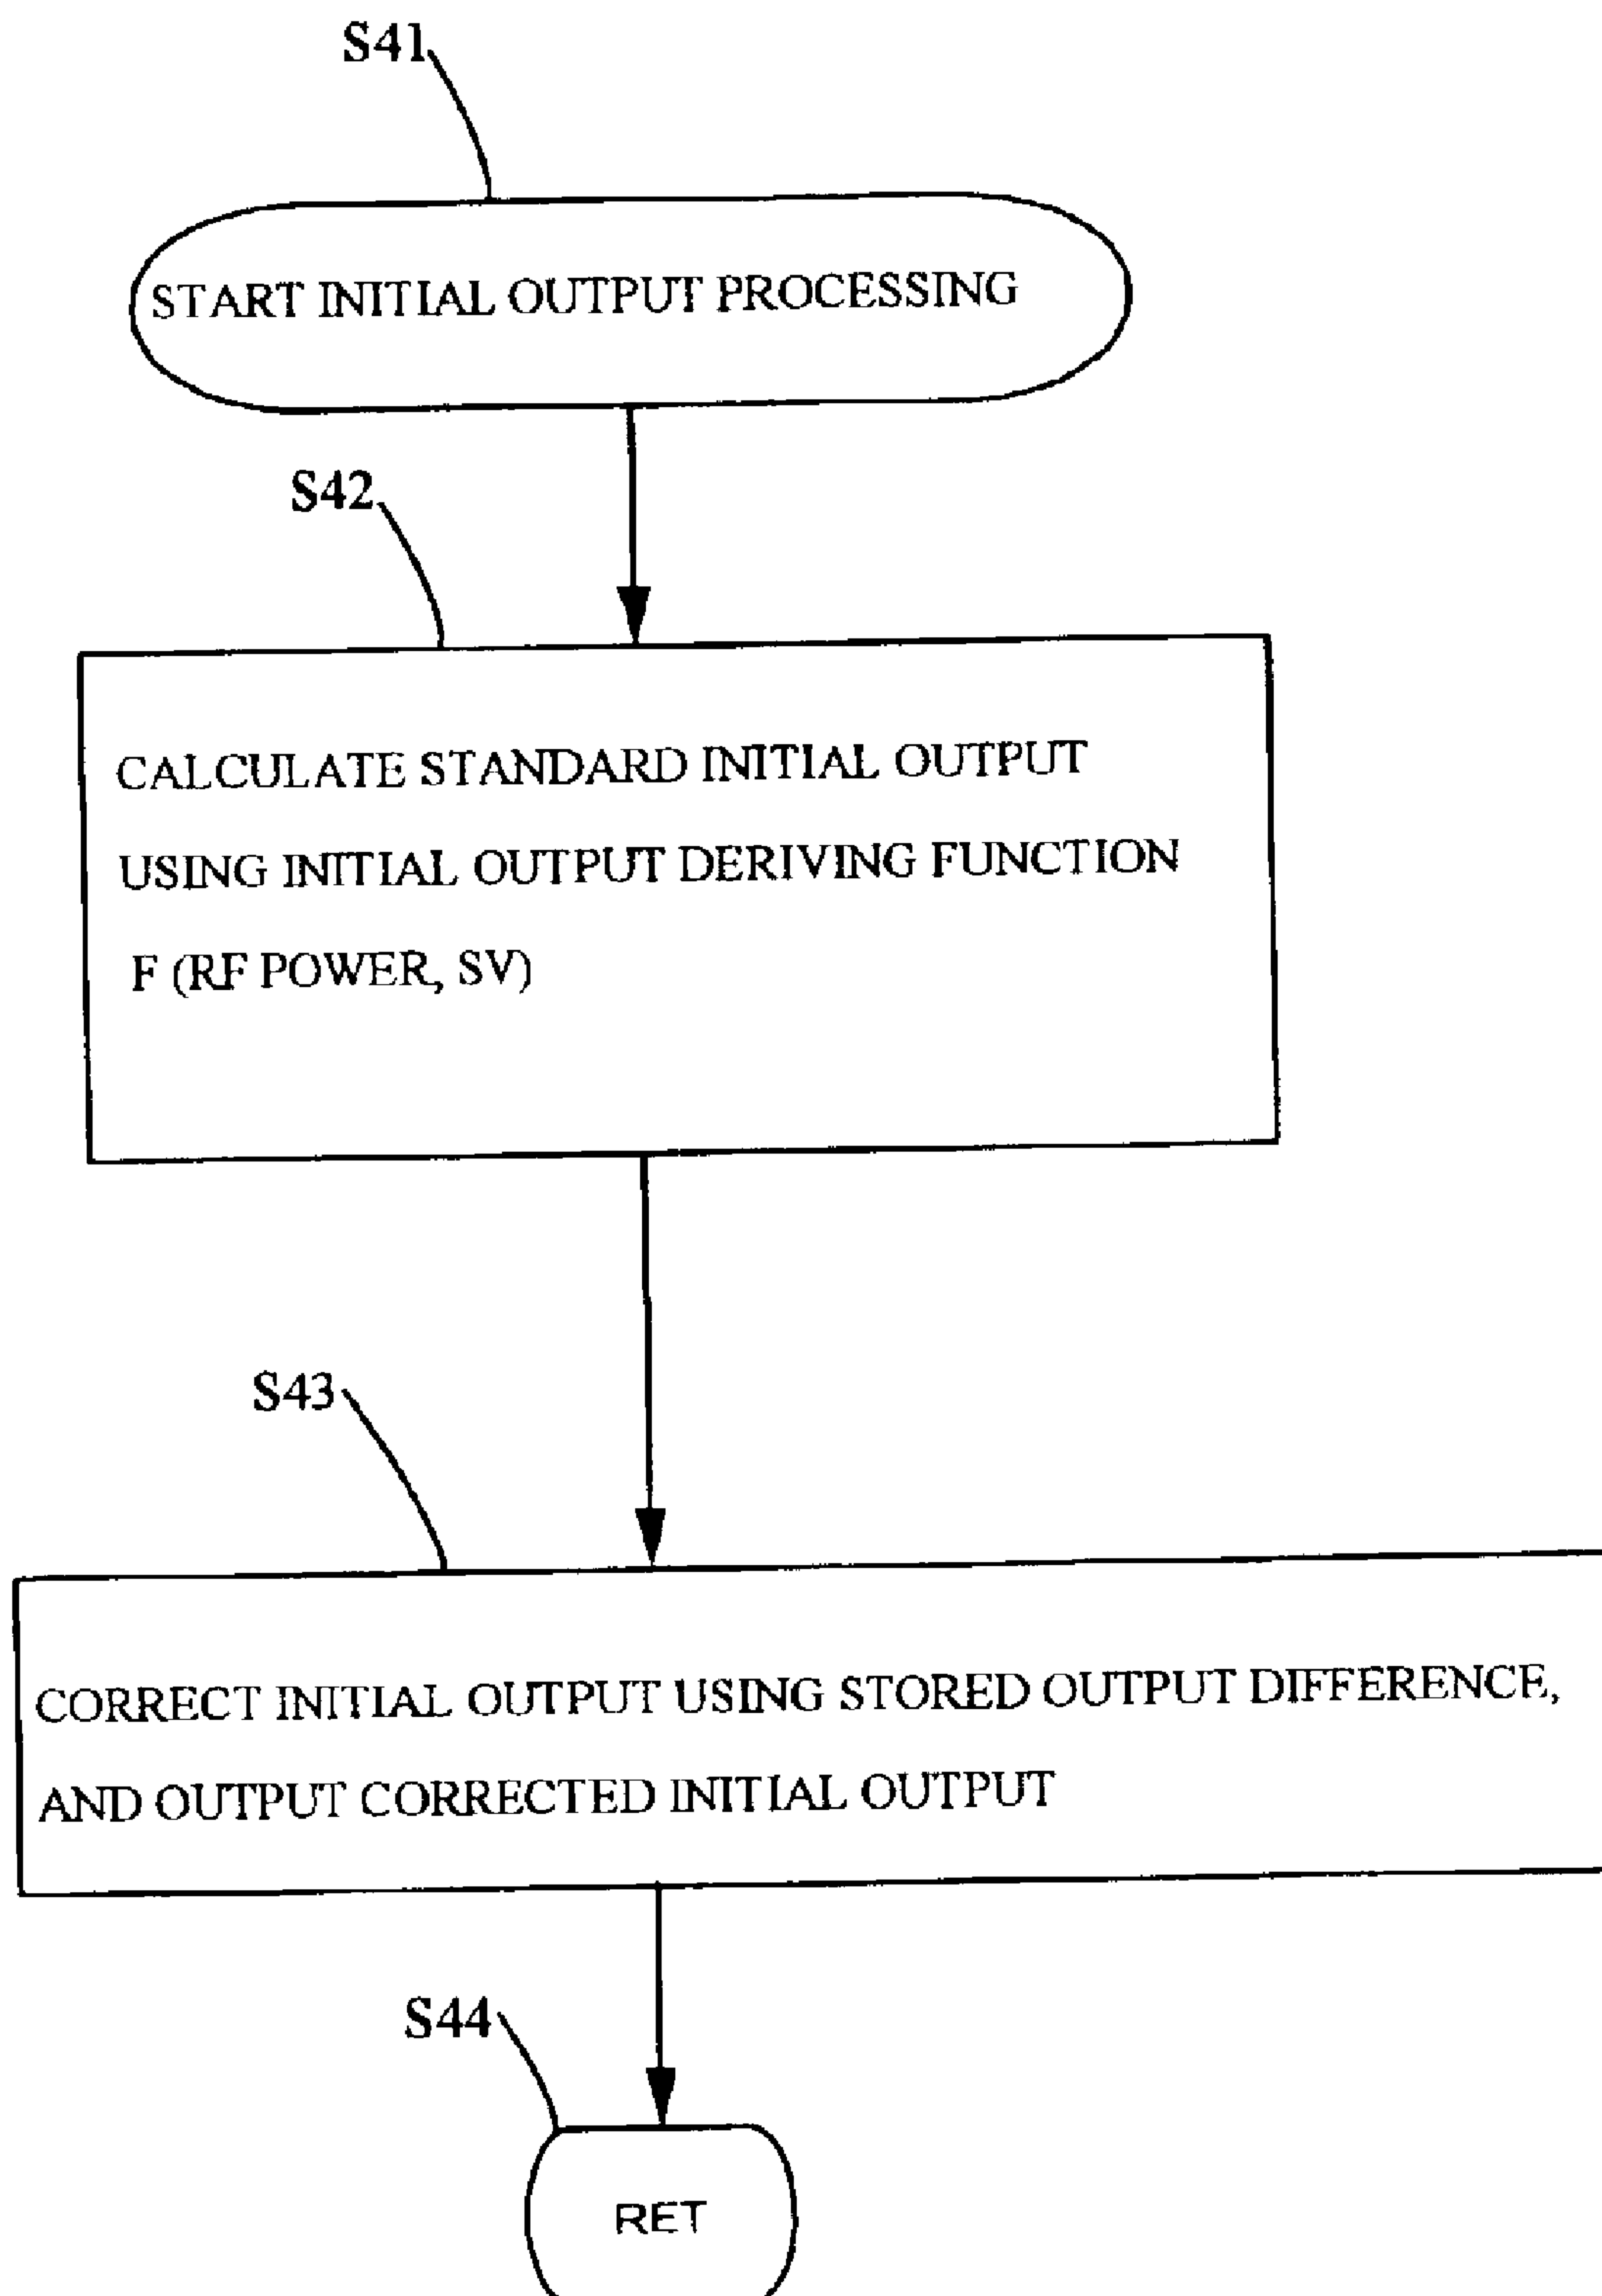 S41
START INITIAL OUTPUT PROCESSING
S42
CALCULATE STANDARD INITIAL OUTPUT
USING INITIAL OUTPUT DERIVING FUNCTION
F (RF POWER, SV)
S43
CORRECT INITIAL OUTPUT USING STORED OUTPUT DIFFERENCE,
AND OUTPUT CORRECTED INITIAL OUTPUT
S44
RET